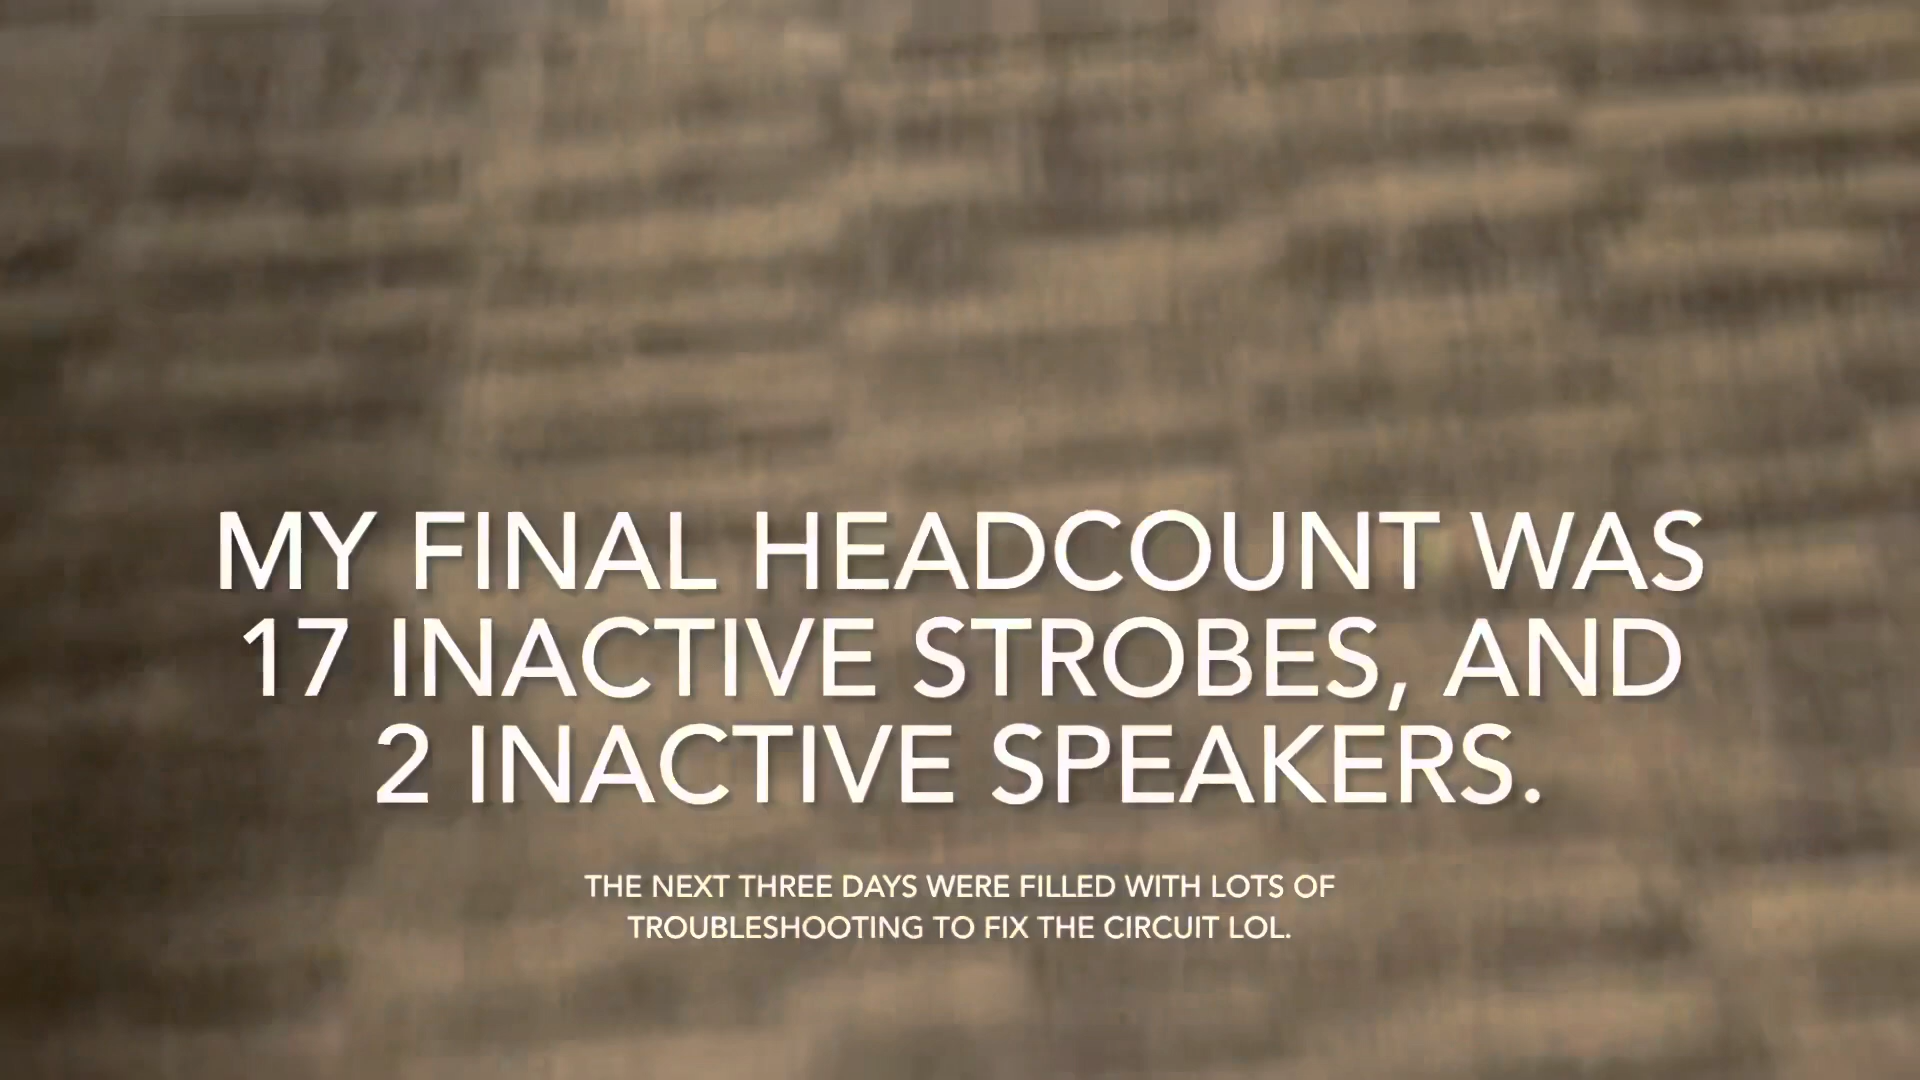 MY FINAL HEADCOUNT WAS
17 INACTIVE STROBES, AND
2 INACTIVE SPEAKERS.
THE NEXT THREE DAYS WERE FILLED WITH LOTS OF
TROUBLESHOOTING TO FIX THE CIRCUIT LOL.